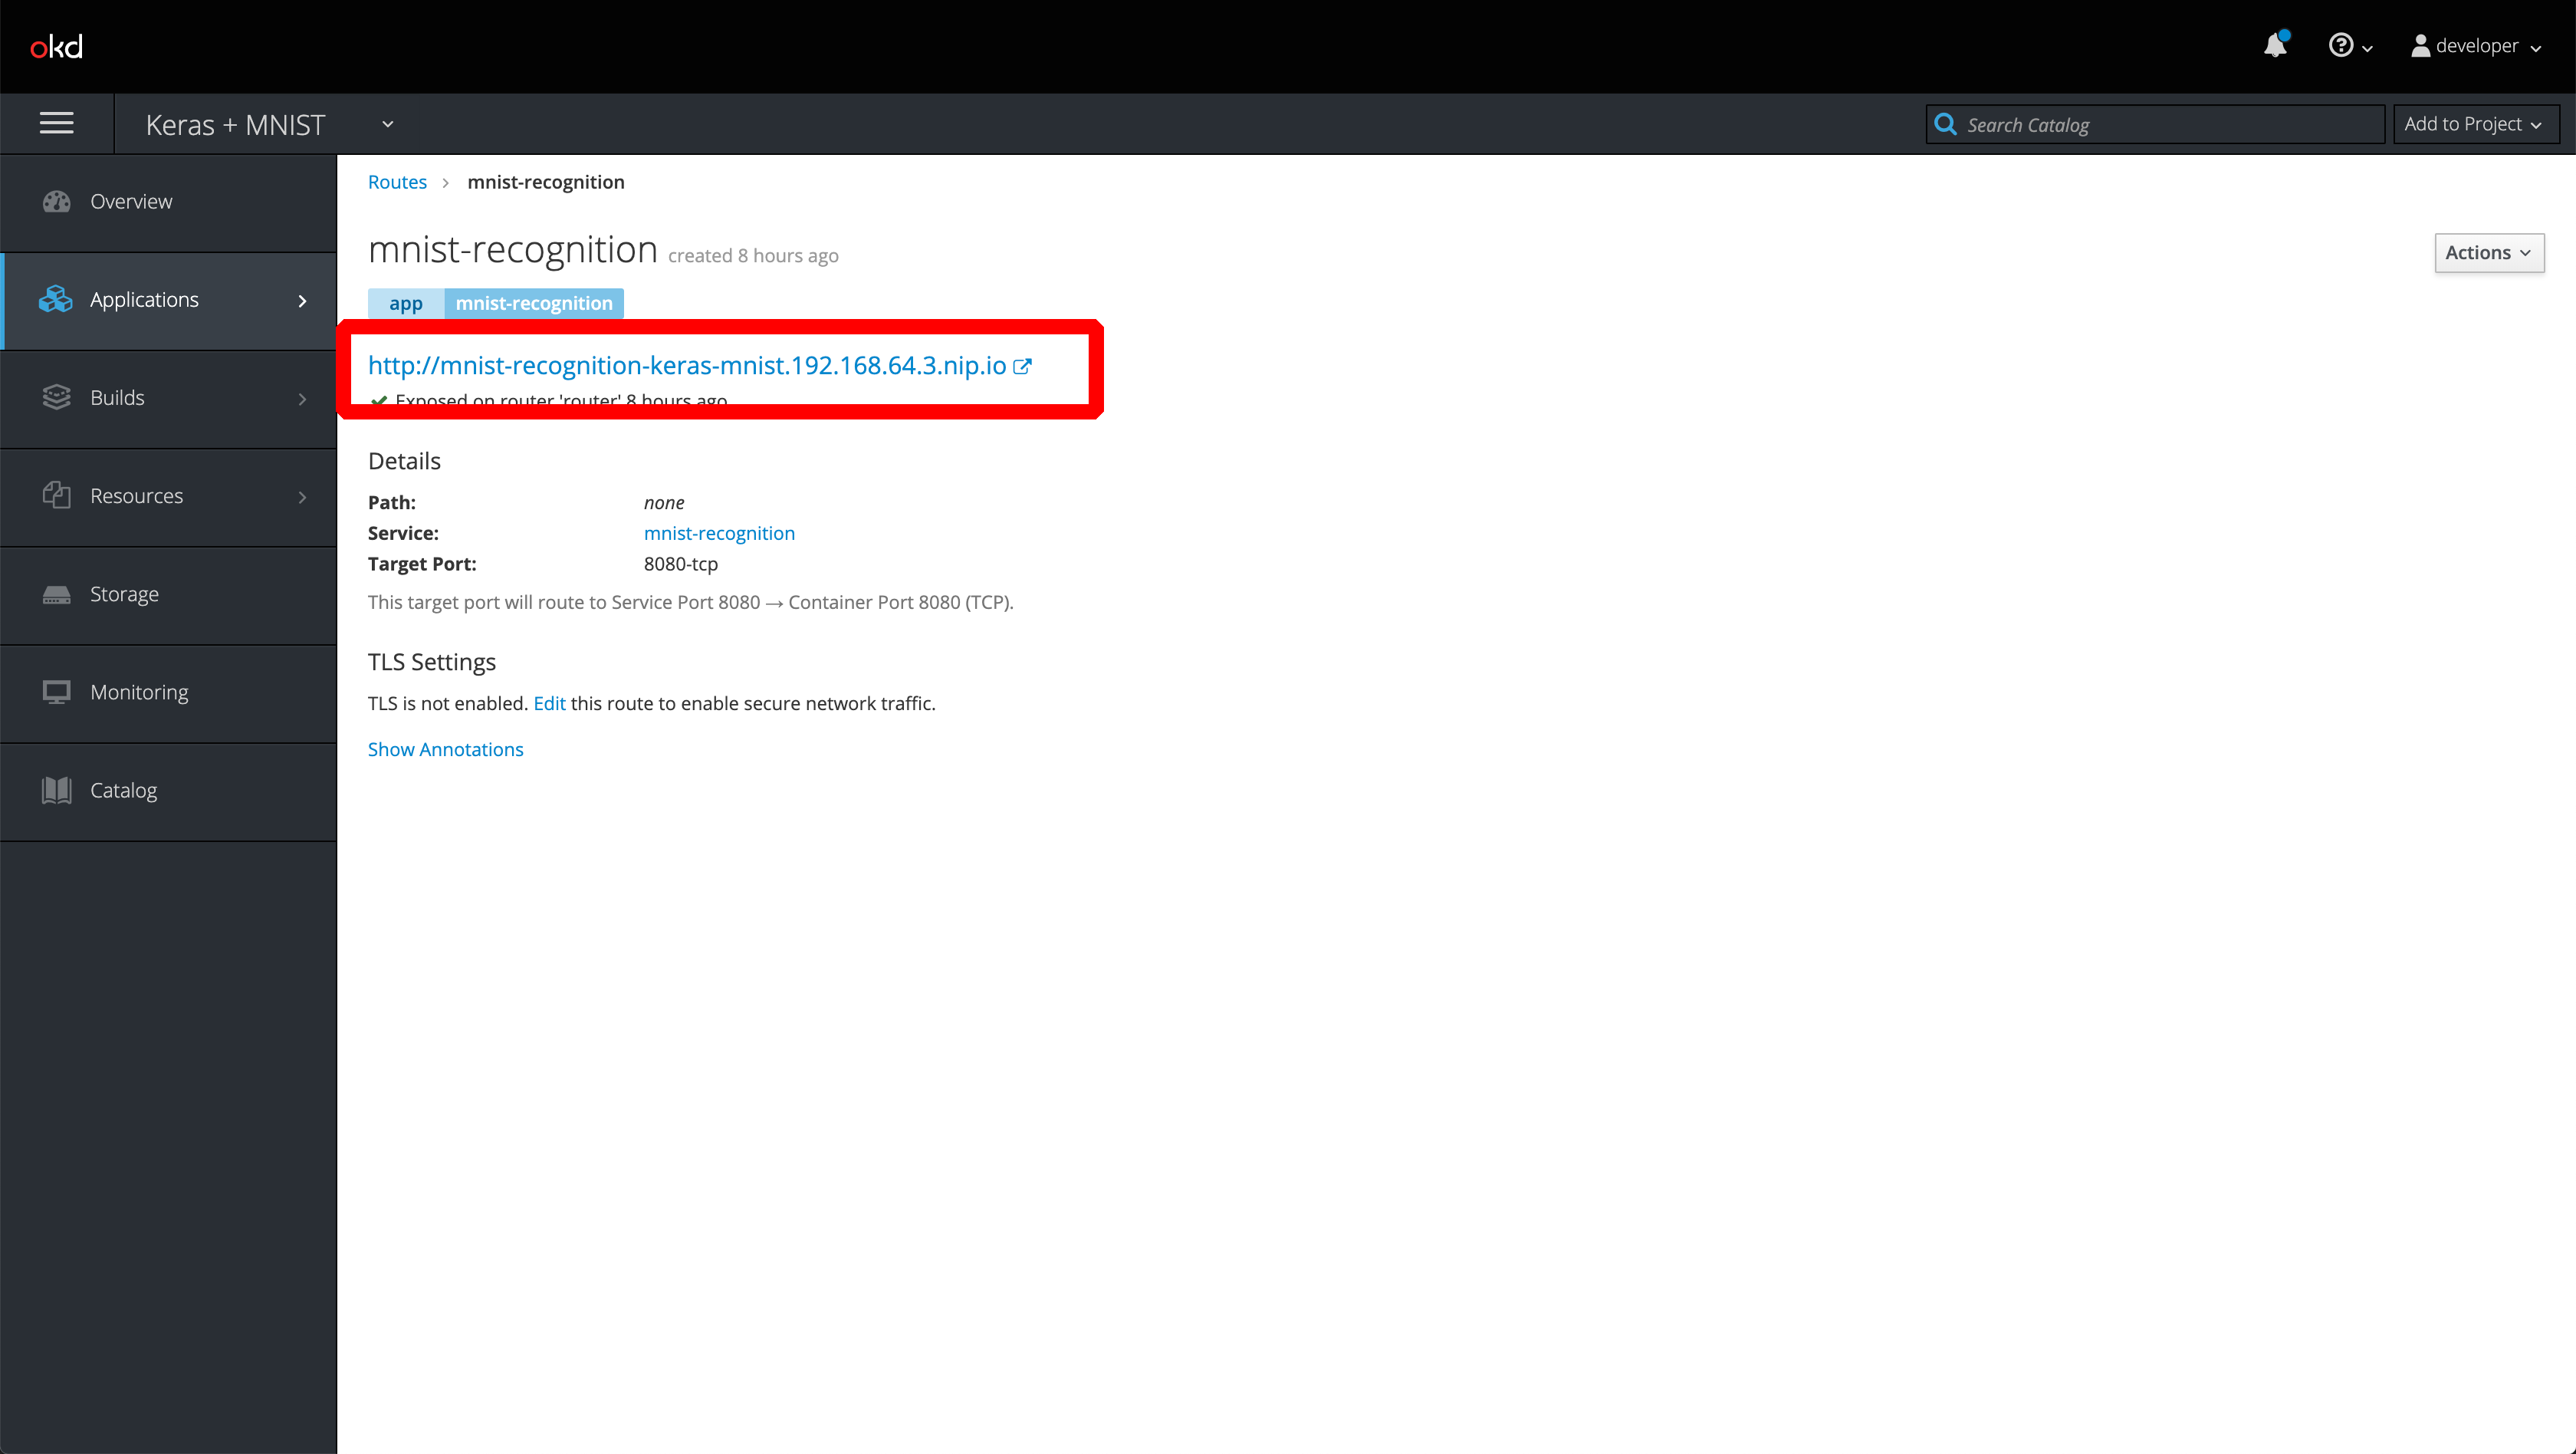 okd
developer
Keras + MNIST
Search Catalog
Add to Project
Overview
Applications
Builds
Resources
Storage
Monitoring
Catalog
Routes > mnist-recognition
mnist-recognition created 8 hours ago
Actions
app mnist-recognition
http://mnist-recognition-keras-mnist.192.168.64.3.nip.io
Exposed on router 'router' 8 hours ago
Details
Path: none
Service: mnist-recognition
Target Port: 8080-tcp
This target port will route to Service Port 8080 → Container Port 8080 (TCP).
TLS Settings
TLS is not enabled. Edit this route to enable secure network traffic.
Show Annotations